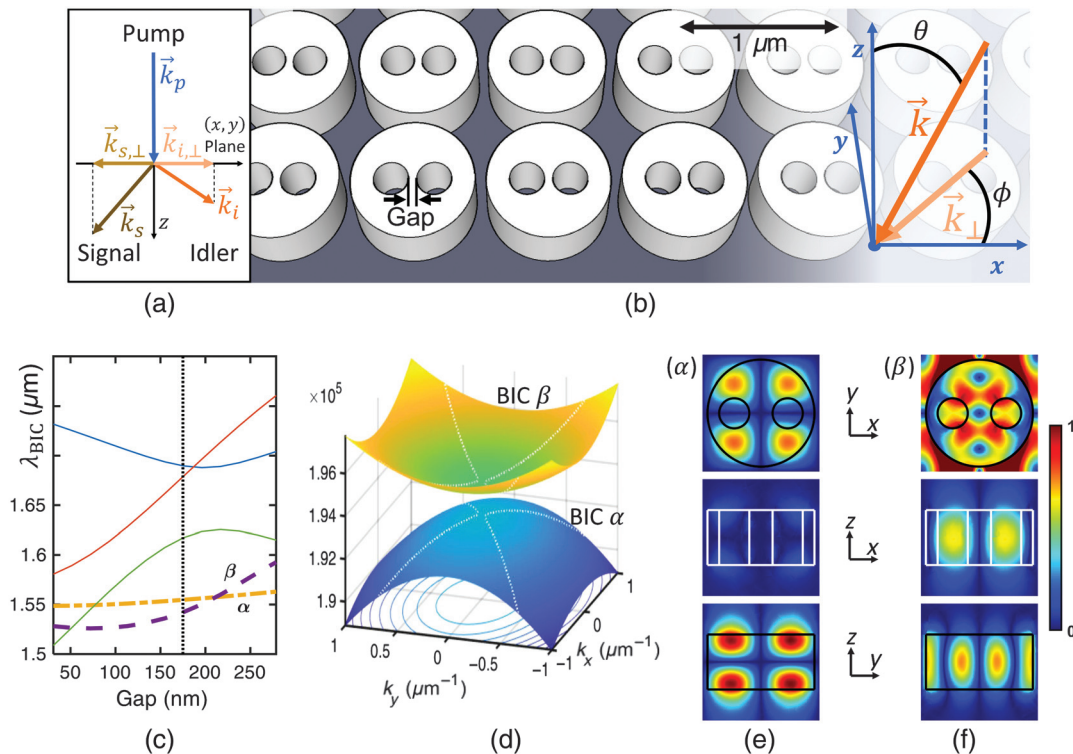 Pump
k⃗p
(x, y)
k⃗s,⊥ k⃗i,⊥ Plane
k⃗i
k⃗s z
Signal Idler
(a)
1 μm
Gap
z θ
k⃗
y
ϕ
k⃗⊥
x
(b)
λBIC (μm)
1.65
1.6
1.55
1.5
β
α
50 100 150 200 250
Gap (nm)
(c)
×10⁵
1.96
1.94
1.92
1.9
BIC β
BIC α
1 0.5 0 -0.5 -1
ky (μm⁻¹)
-1 0 1
kx (μm⁻¹)
(d)
(α)
y
x
z
x
z
y
(e)
(β)
1
0
(f)